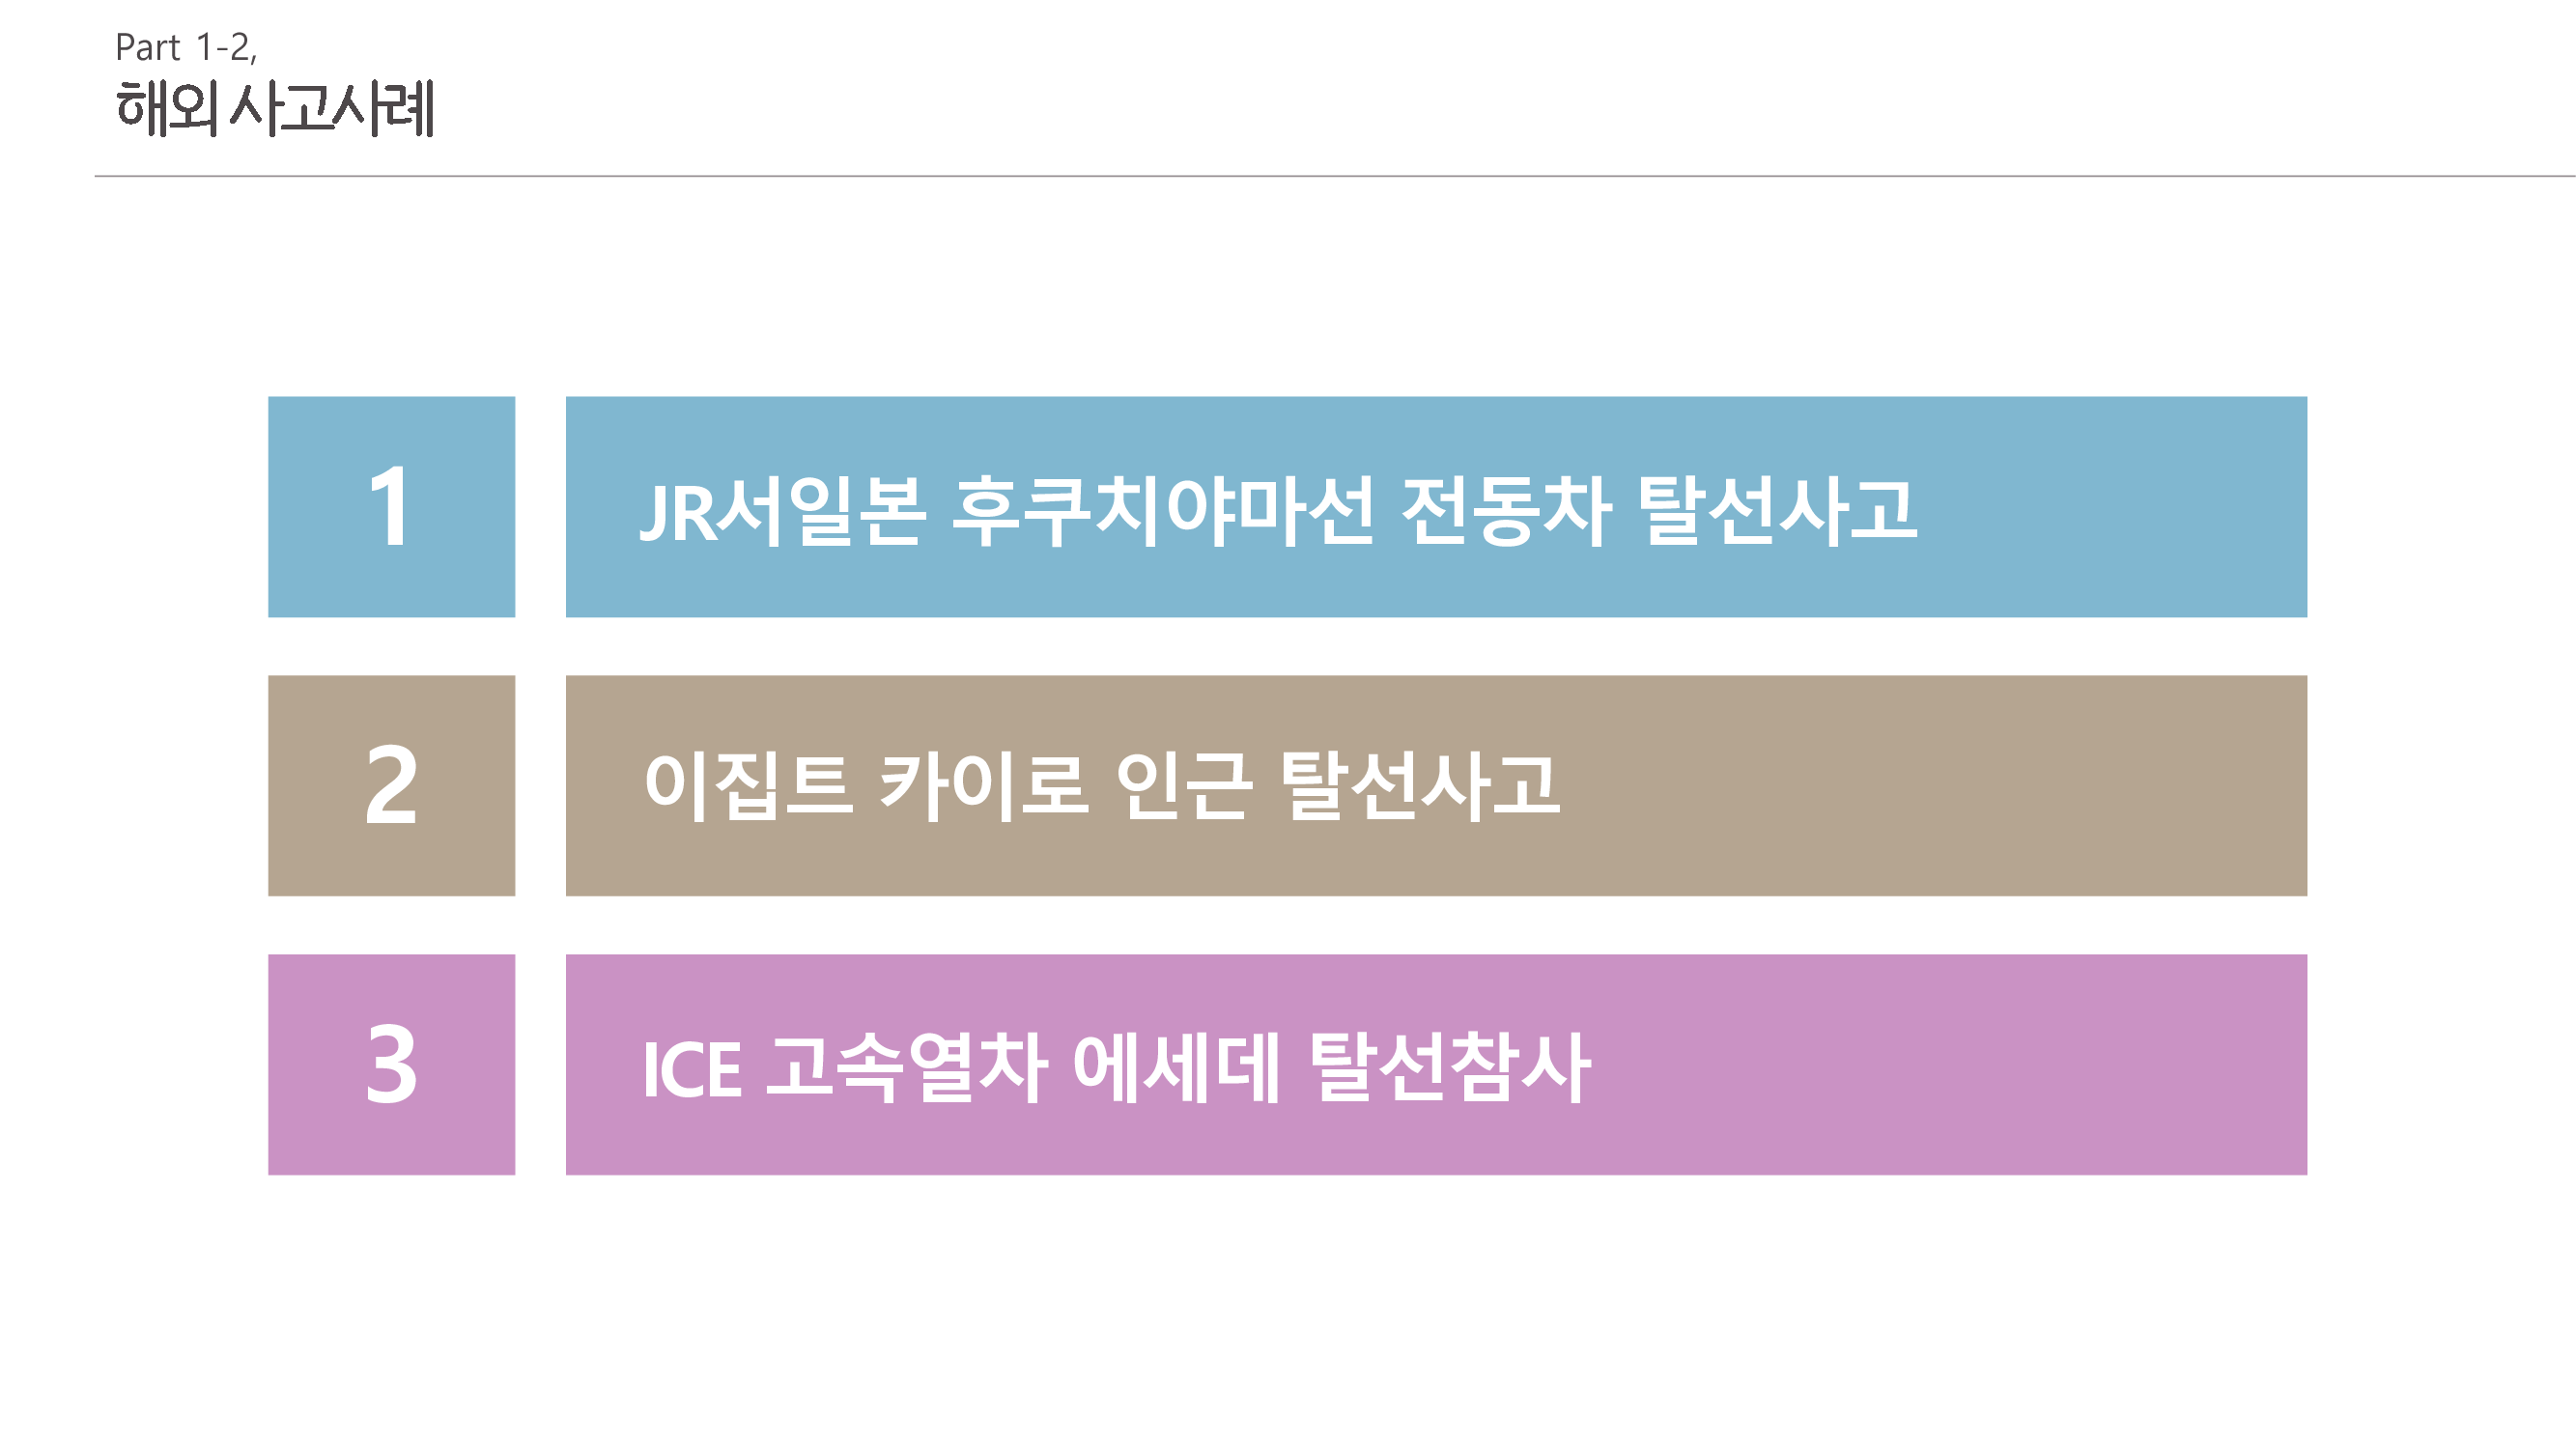 Part 1-2,
해외 사고사례
1
JR서일본 후쿠치야마선 전동차 탈선사고
2
이집트 카이로 인근 탈선사고
3
ICE 고속열차 에세데 탈선참사